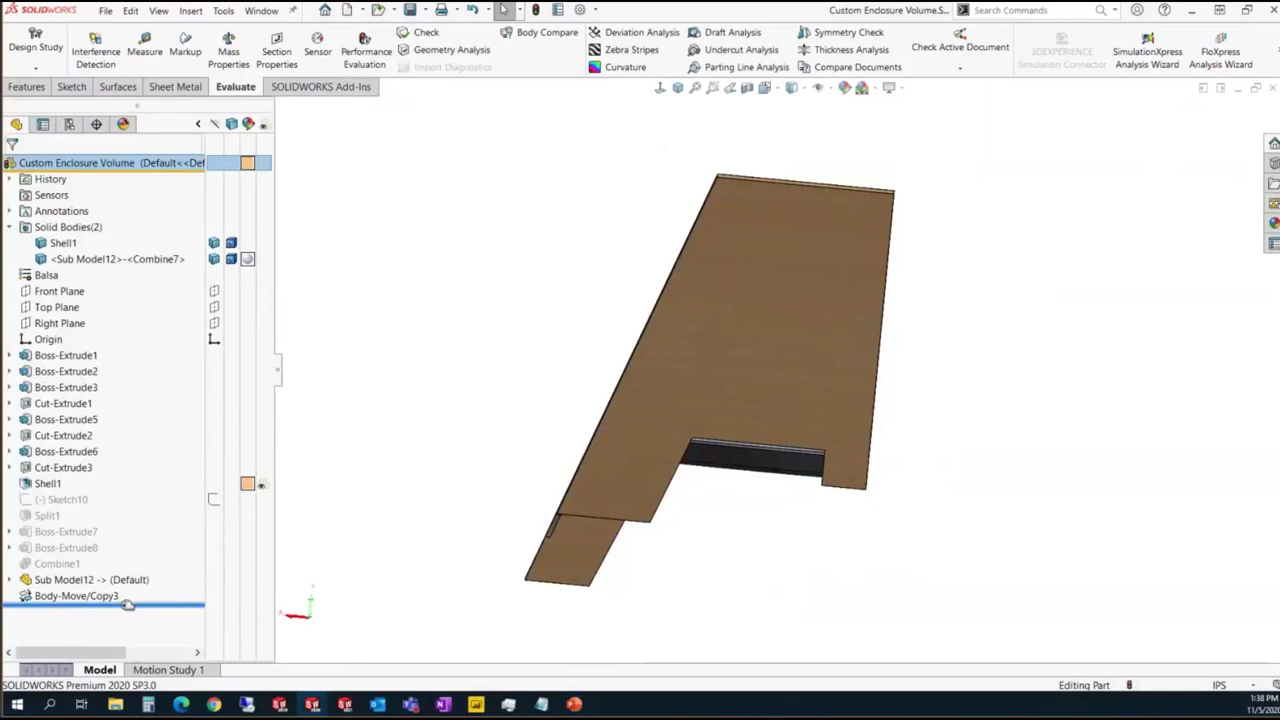 SOLIDWORKS File Edit View Insert Tools Window Custom Enclosure Volume.S... Search Commands
Design Study Interference Detection Measure Markup Mass Properties Section Properties Sensor Performance Evaluation
Check Geometry Analysis Import Diagnostics Body Compare
Deviation Analysis Zebra Stripes Curvature
Draft Analysis Undercut Analysis Parting Line Analysis
Symmetry Check Thickness Analysis Compare Documents
Check Active Document 3DEXPERIENCE Simulation Connector SimulationXpress Analysis Wizard FloXpress Analysis Wizard
Features Sketch Surfaces Sheet Metal Evaluate SOLIDWORKS Add-Ins
Custom Enclosure Volume (Default<<Def
History
Sensors
Annotations
Solid Bodies(2)
Shell1
<Sub Model12>-<Combine7>
Balsa
Front Plane
Top Plane
Right Plane
Origin
Boss-Extrude1
Boss-Extrude2
Boss-Extrude3
Cut-Extrude1
Boss-Extrude5
Cut-Extrude2
Boss-Extrude6
Cut-Extrude3
Shell1
(-) Sketch10
Split1
Boss-Extrude7
Boss-Extrude8
Combine1
Sub Model12 -> (Default)
Body-Move/Copy3
Model Motion Study 1
SOLIDWORKS Premium 2020 SP3.0 Editing Part IPS
1:38 PM